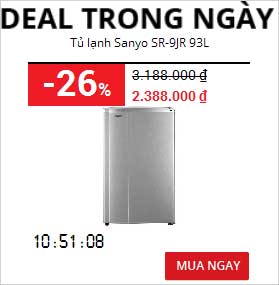 DEAL TRONG NGÀY
Tủ lạnh Sanyo SR-9JR 93L
-26%
3.188.000 ₫
2.388.000 ₫
10:51:08
MUA NGAY